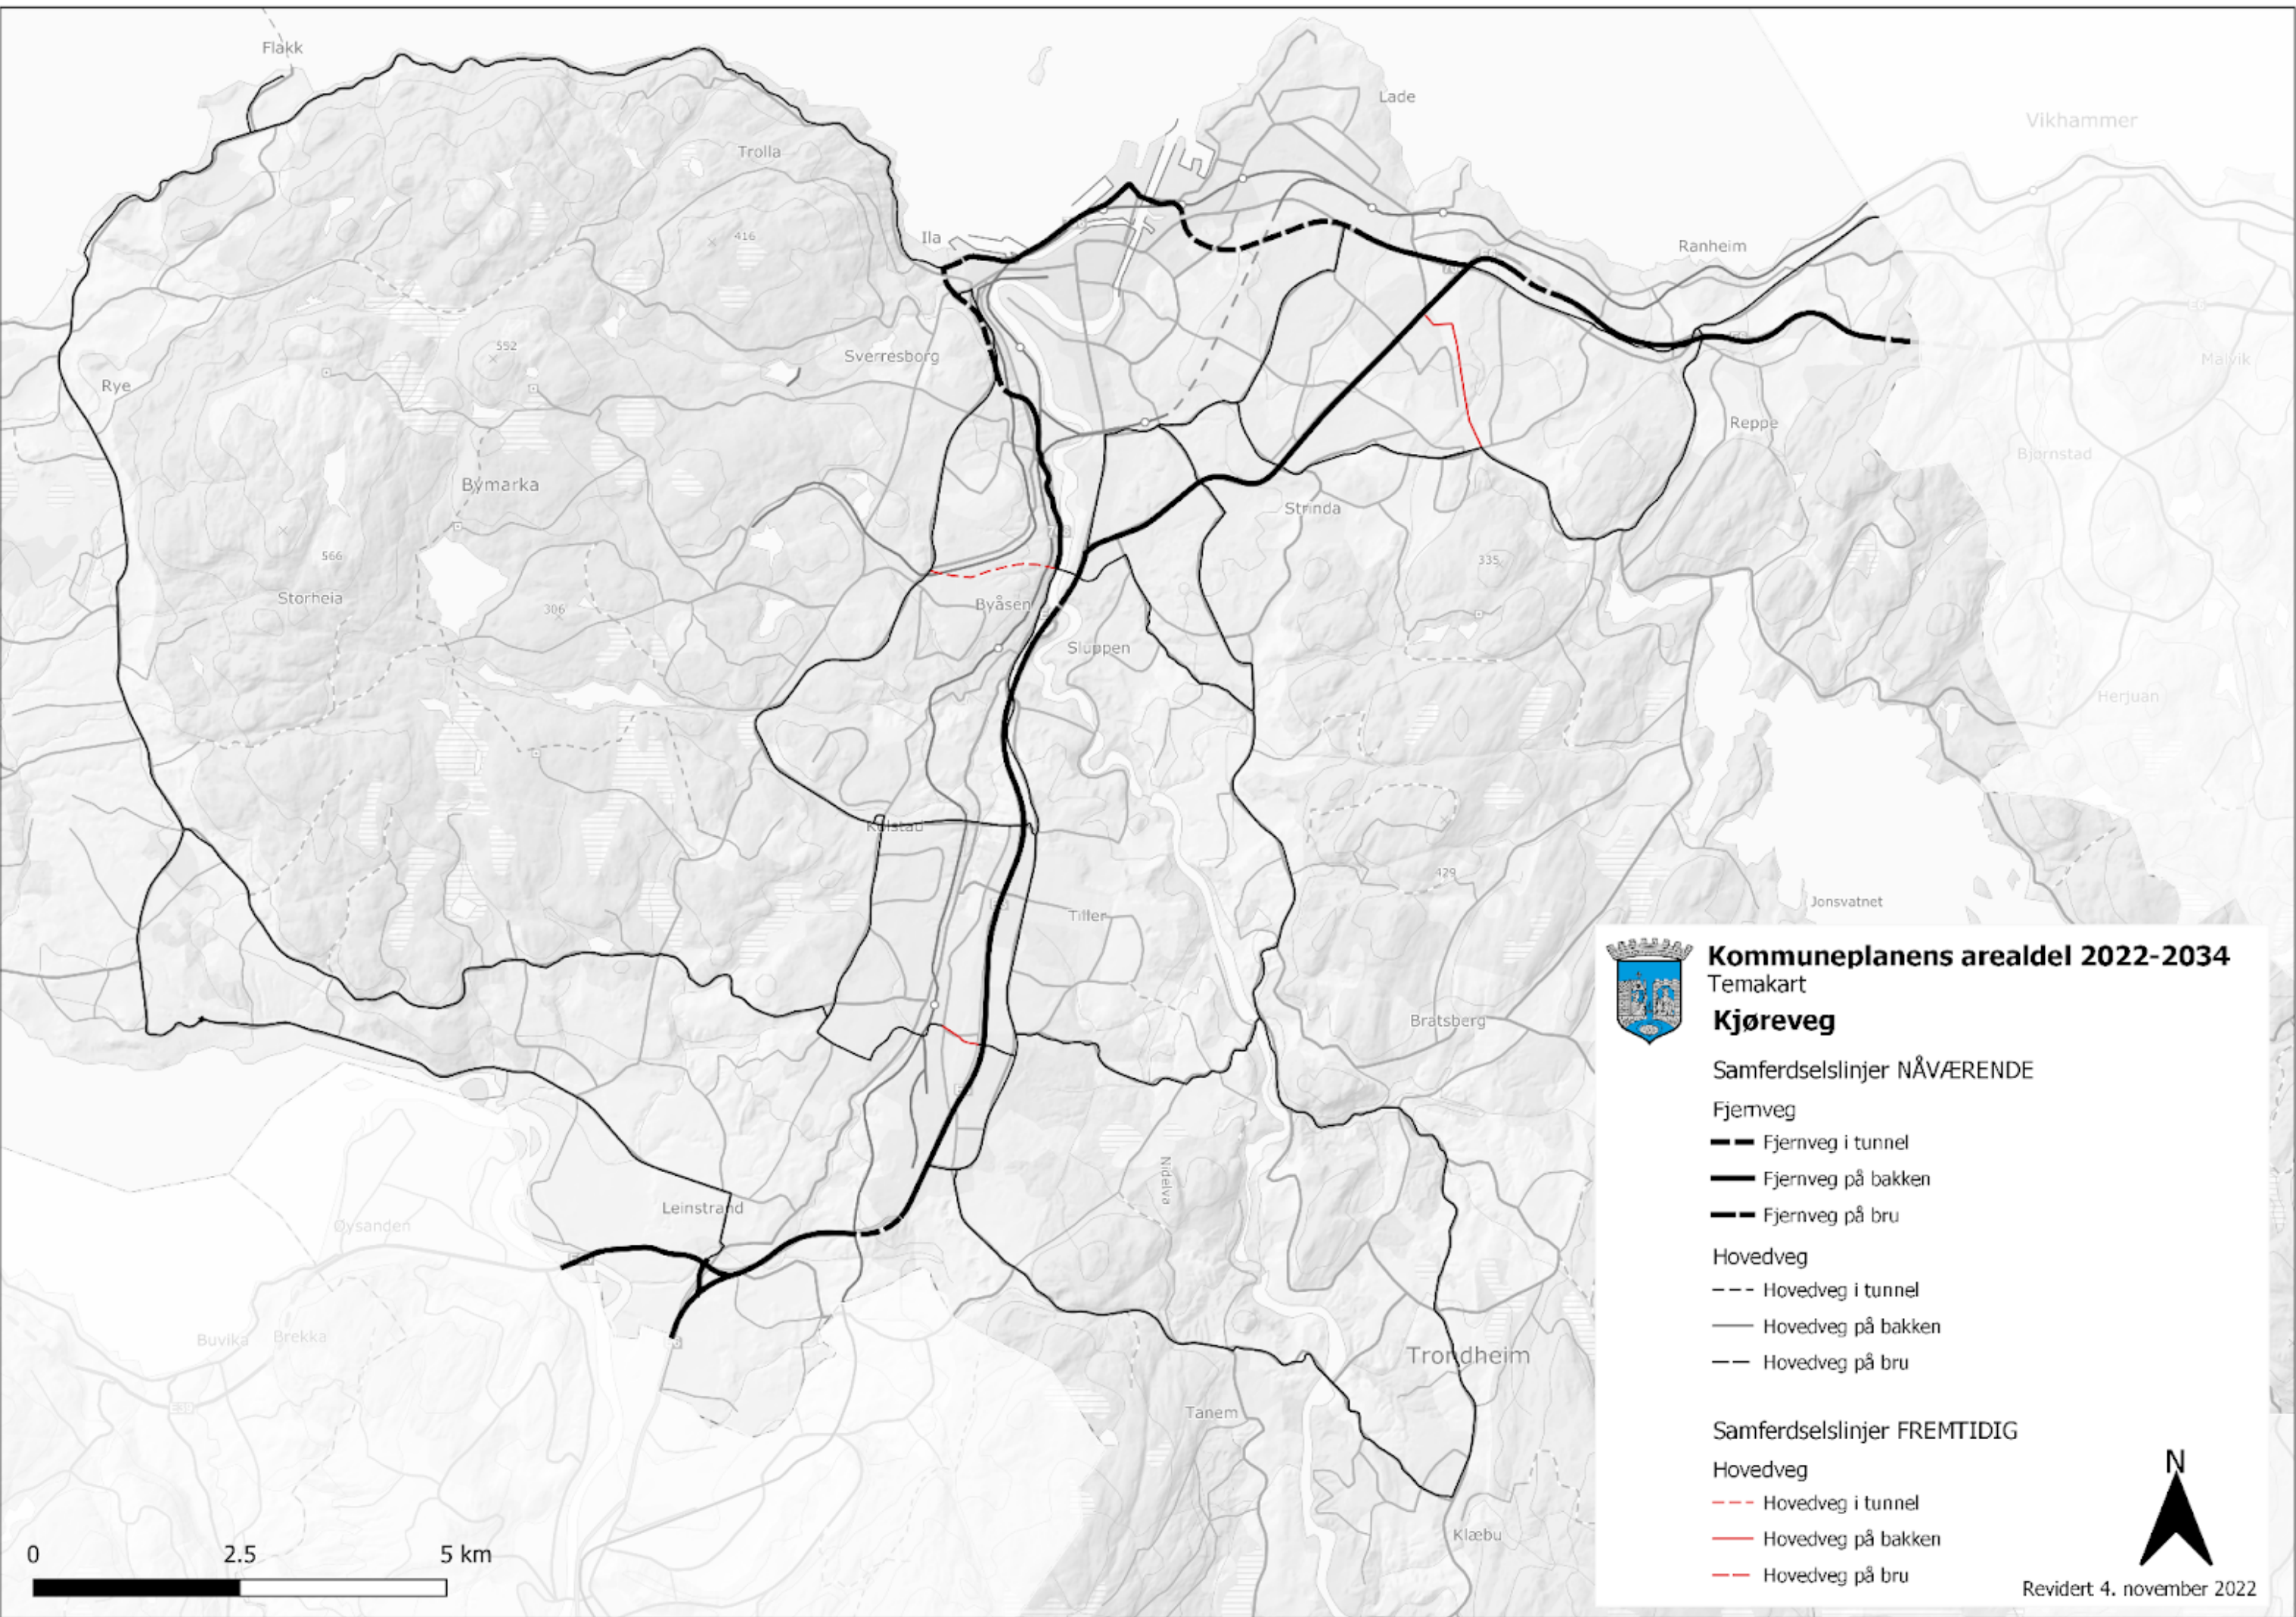 Flakk
Lade
Vikhammer
Trolla
416
Ila
Ranheim
E6
592
Sverresborg
Malvik
Rye
Reppe
Bjørnstad
Bymarka
Strinda
566
335
Storheia
306
Byåsen
Sluppen
Herjuan
Kolstad
429
Tiller
Jonsvatnet
Bratsberg
Nidelva
Leinstrand
Øysanden
Buvika
Brekka
Trondheim
E39
Tanem
Klæbu
Kommuneplanens arealdel 2022-2034
Temakart
Kjøreveg
Samferdselslinjer NÅVÆRENDE
Fjernveg
Fjernveg i tunnel
Fjernveg på bakken
Fjernveg på bru
Hovedveg
Hovedveg i tunnel
Hovedveg på bakken
Hovedveg på bru
Samferdselslinjer FREMTIDIG
Hovedveg
Hovedveg i tunnel
Hovedveg på bakken
Hovedveg på bru
N
Revidert 4. november 2022
0 2.5 5 km